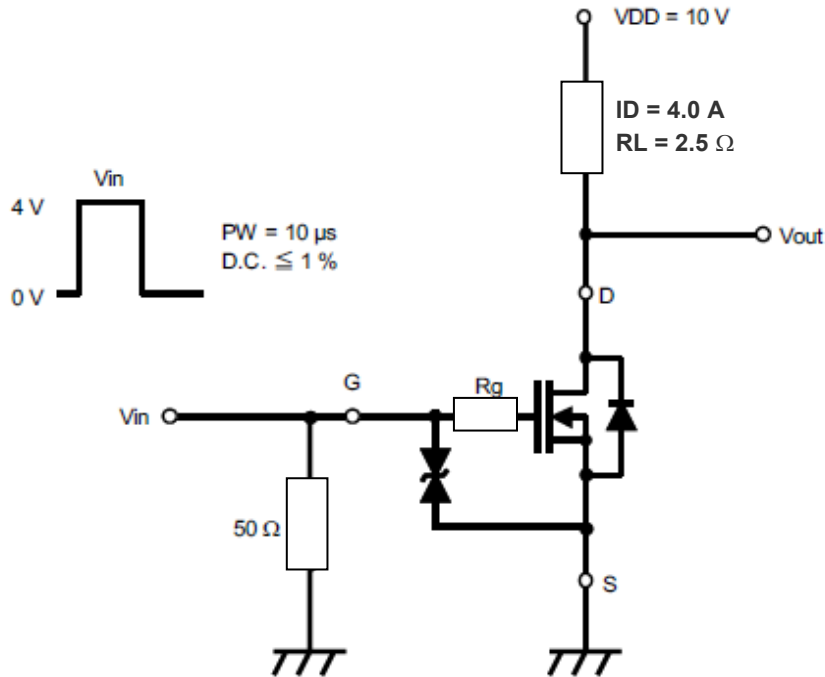 VDD = 10 V
ID = 4.0 A
RL = 2.5 Ω
Vin
4 V
PW = 10 μs
D.C. ≦ 1 %
0 V
Vout
D
G
Rg
Vin
50 Ω
S